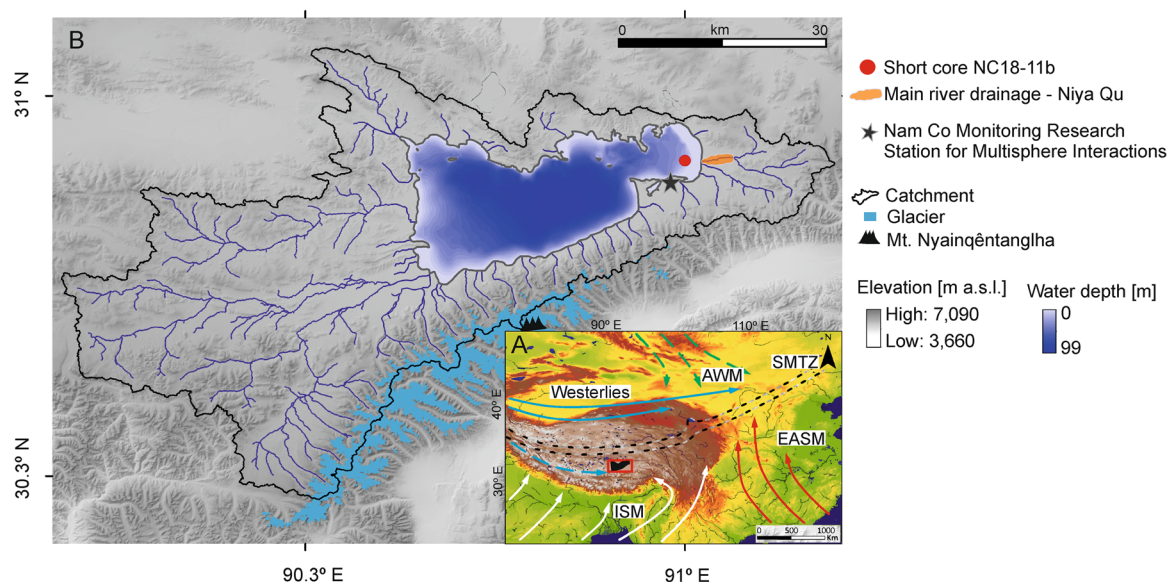 B
0 km 30
31° N
30.3° N
90.3° E
91° E
A
90° E
110° E
40° E
30° E
N
SMTZ
AWM
Westerlies
EASM
ISM
0 500 1000
Km
Short core NC18-11b
Main river drainage - Niya Qu
Nam Co Monitoring Research
Station for Multisphere Interactions
Catchment
Glacier
Mt. Nyainqêntanglha
Elevation [m a.s.l.]
High: 7,090
Low: 3,660
Water depth [m]
0
99